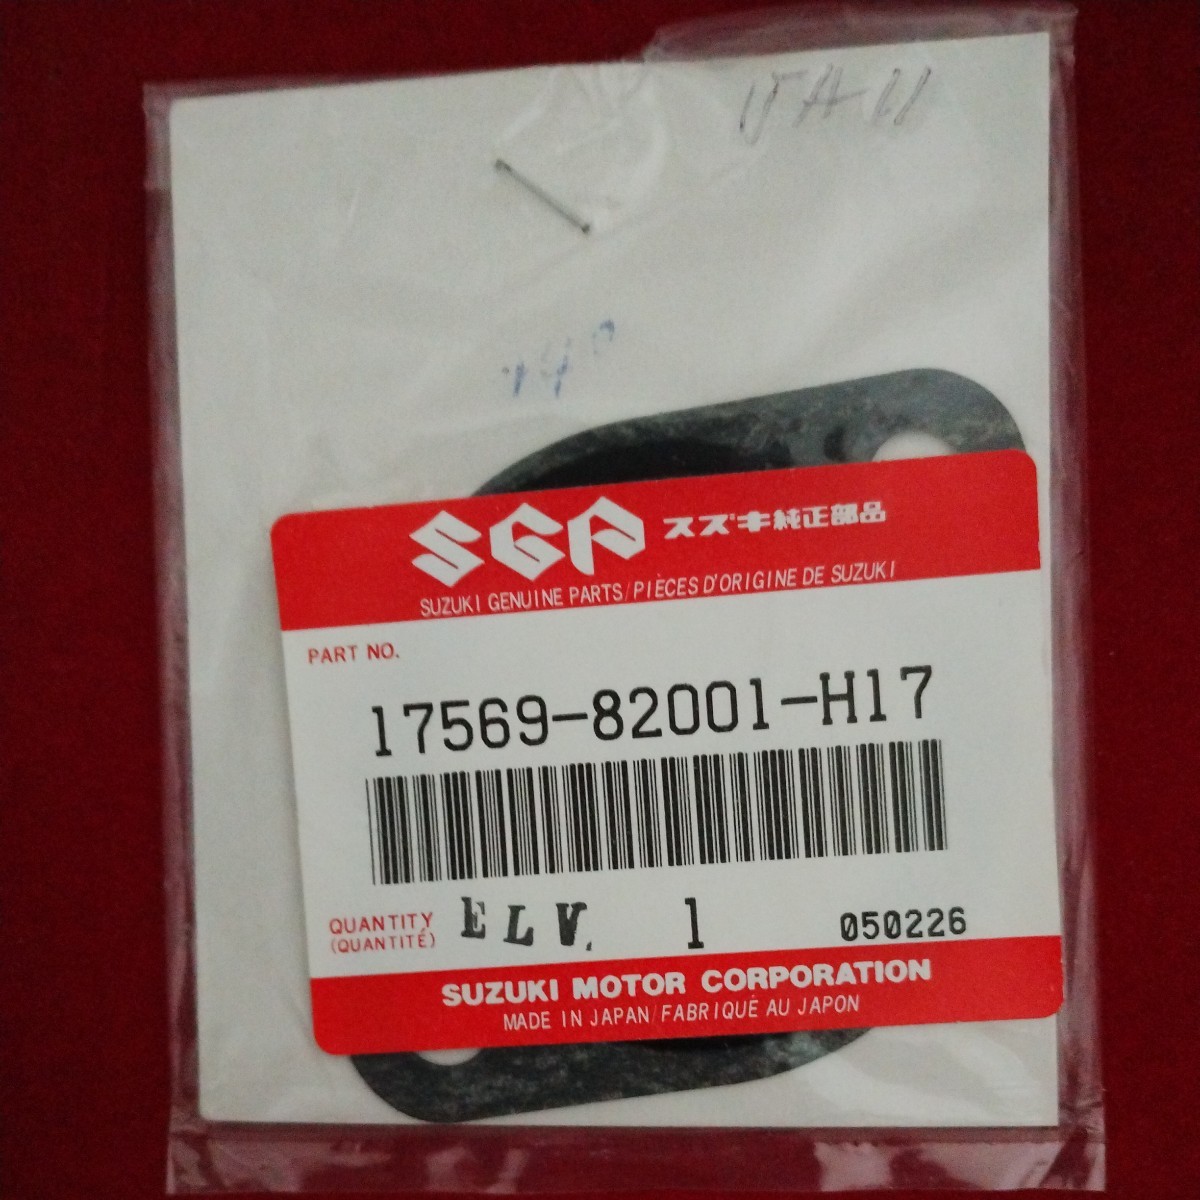 SGP スズキ純正部品
SUZUKI GENUINE PARTS/PIÈCES D'ORIGINE DE SUZUKI
PART NO.
17569-82001-H17
QUANTITY
(QUANTITÉ)
ELV. 1 050226
SUZUKI MOTOR CORPORATION
MADE IN JAPAN/FABRIQUÉ AU JAPON